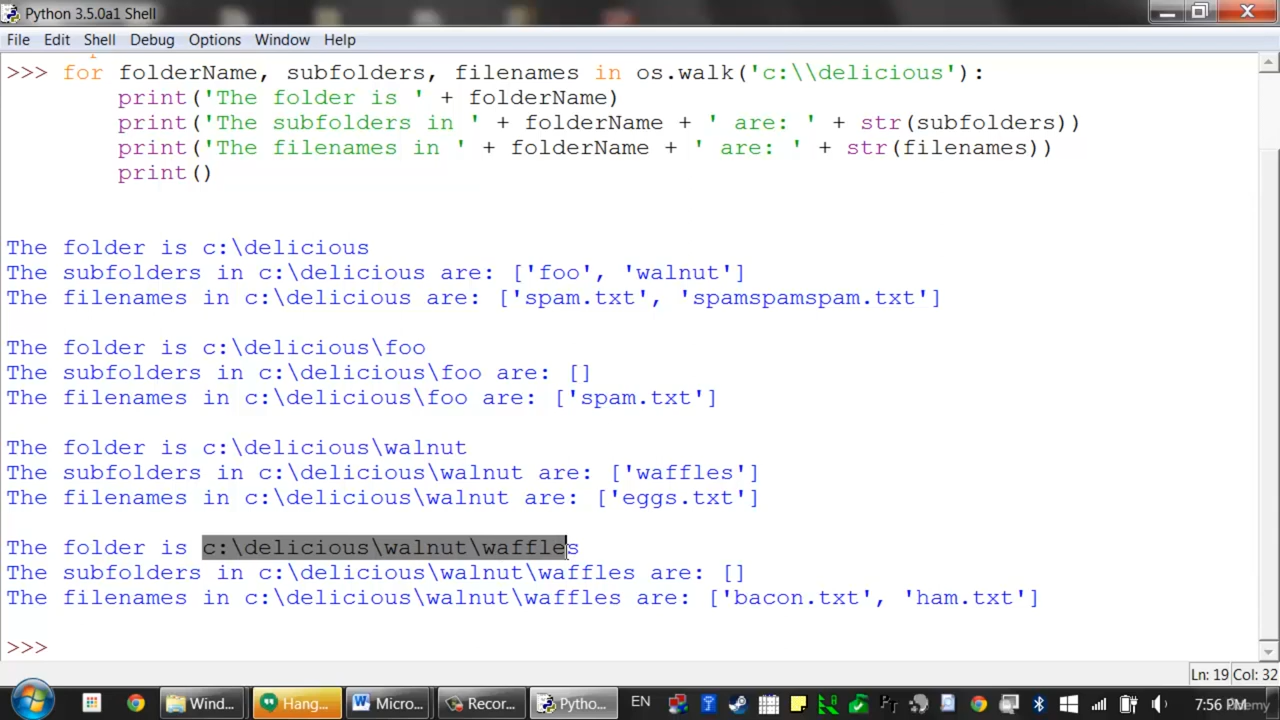 Python 3.5.0a1 Shell
File Edit Shell Debug Options Window Help
>>> for folderName, subfolders, filenames in os.walk('c:\\delicious'):
print('The folder is ' + folderName)
print('The subfolders in ' + folderName + ' are: ' + str(subfolders))
print('The filenames in ' + folderName + ' are: ' + str(filenames))
print()
The folder is c:\delicious
The subfolders in c:\delicious are: ['foo', 'walnut']
The filenames in c:\delicious are: ['spam.txt', 'spamspamspam.txt']
The folder is c:\delicious\foo
The subfolders in c:\delicious\foo are: []
The filenames in c:\delicious\foo are: ['spam.txt']
The folder is c:\delicious\walnut
The subfolders in c:\delicious\walnut are: ['waffles']
The filenames in c:\delicious\walnut are: ['eggs.txt']
The folder is c:\delicious\walnut\waffles
The subfolders in c:\delicious\walnut\waffles are: []
The filenames in c:\delicious\walnut\waffles are: ['bacon.txt', 'ham.txt']
>>>
Ln: 19 Col: 32
Wind... Hang... Micro... Recor... Pytho... EN 7:56 PM